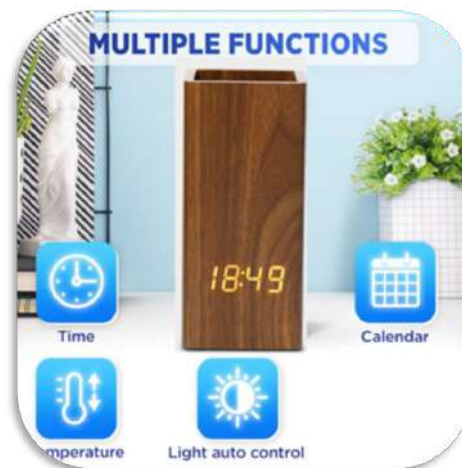 MULTIPLE FUNCTIONS
18:49
Time
Calendar
mperature
Light auto control